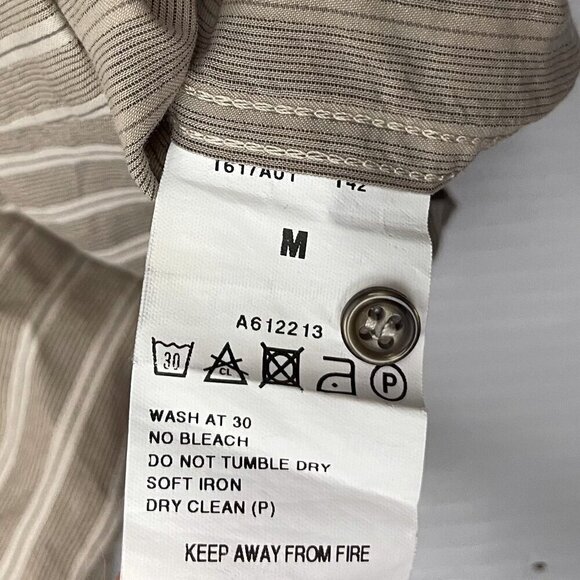 1617A01 142
M
A612213
30 CL P
WASH AT 30
NO BLEACH
DO NOT TUMBLE DRY
SOFT IRON
DRY CLEAN (P)
KEEP AWAY FROM FIRE